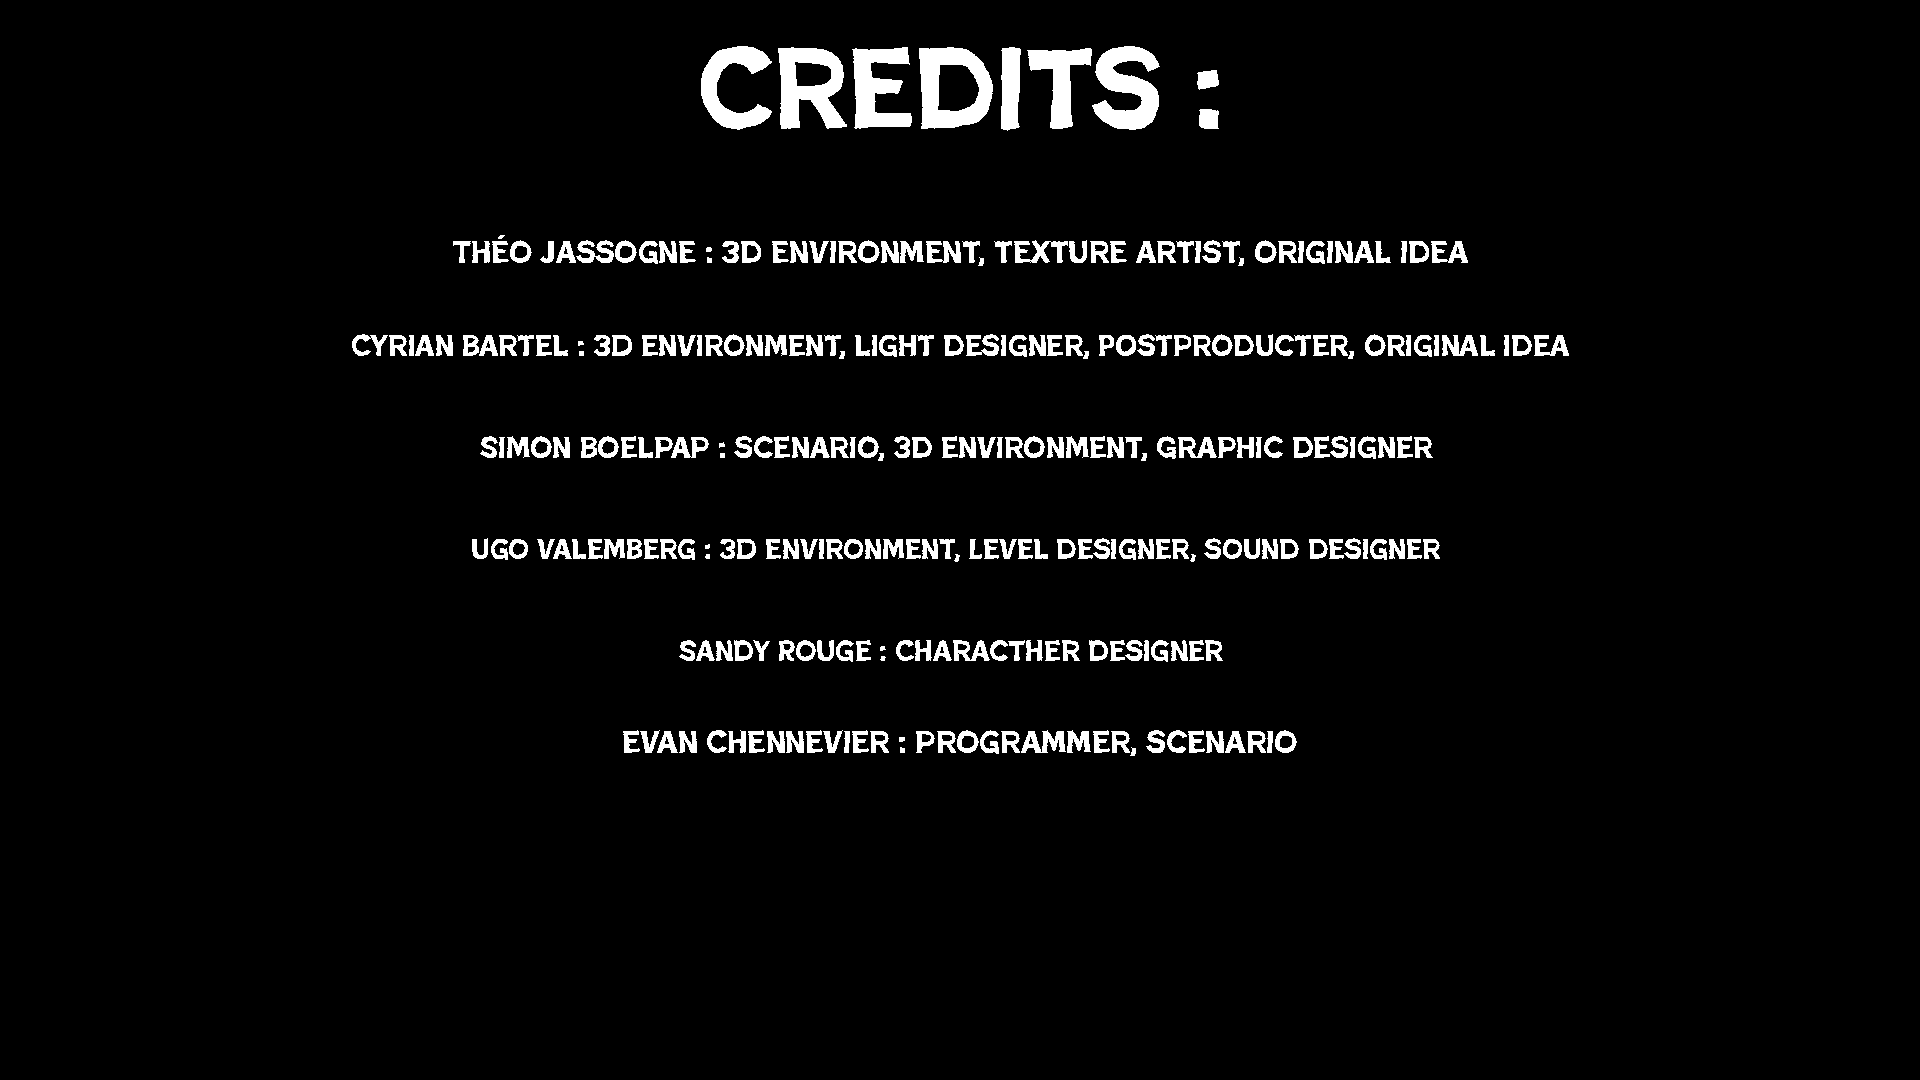 CREDITS :
THÉO JASSOGNE : 3D ENVIRONMENT, TEXTURE ARTIST, ORIGINAL IDEA
CYRIAN BARTEL : 3D ENVIRONMENT, LIGHT DESIGNER, POSTPRODUCTER, ORIGINAL IDEA
SIMON BOELPAP : SCENARIO, 3D ENVIRONMENT, GRAPHIC DESIGNER
UGO VALEMBERG : 3D ENVIRONMENT, LEVEL DESIGNER, SOUND DESIGNER
SANDY ROUGE : CHARACTHER DESIGNER
EVAN CHENNEVIER : PROGRAMMER, SCENARIO